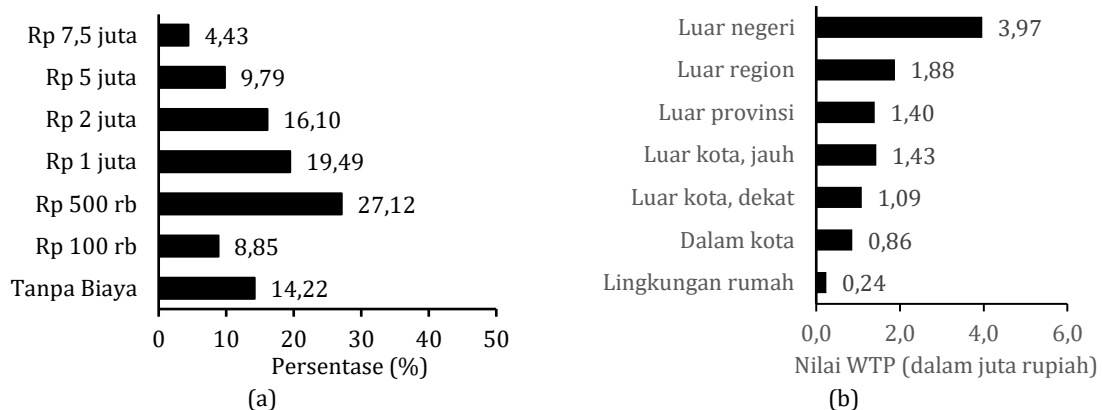 Rp 7,5 juta 4,43
Rp 5 juta 9,79
Rp 2 juta 16,10
Rp 1 juta 19,49
Rp 500 rb 27,12
Rp 100 rb 8,85
Tanpa Biaya 14,22
0 10 20 30 40 50
Persentase (%)
(a)
Luar negeri 3,97
Luar region 1,88
Luar provinsi 1,40
Luar kota, jauh 1,43
Luar kota, dekat 1,09
Dalam kota 0,86
Lingkungan rumah 0,24
0,0 2,0 4,0 6,0
Nilai WTP (dalam juta rupiah)
(b)